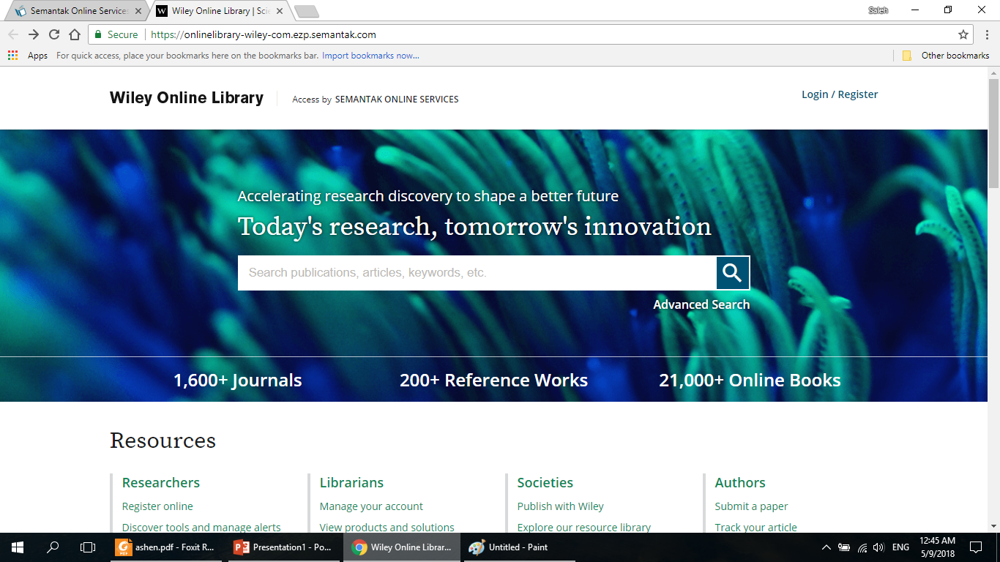 Semantak Online Services
Wiley Online Library | Scie
Saleh
Secure
https://onlinelibrary-wiley-com.ezp.semantak.com
Apps
For quick access, place your bookmarks here on the bookmarks bar. Import bookmarks now...
Other bookmarks
Wiley Online Library
Access by SEMANTAK ONLINE SERVICES
Login / Register
Accelerating research discovery to shape a better future
Today's research, tomorrow's innovation
Search publications, articles, keywords, etc.
Advanced Search
1,600+ Journals
200+ Reference Works
21,000+ Online Books
Resources
Researchers
Register online
Discover tools and manage alerts
Librarians
Manage your account
View products and solutions
Societies
Publish with Wiley
Explore our resource library
Authors
Submit a paper
Track your article
ashen.pdf - Foxit R...
Presentation1 - Po...
Wiley Online Librar...
Untitled - Paint
ENG
12:45 AM
5/9/2018